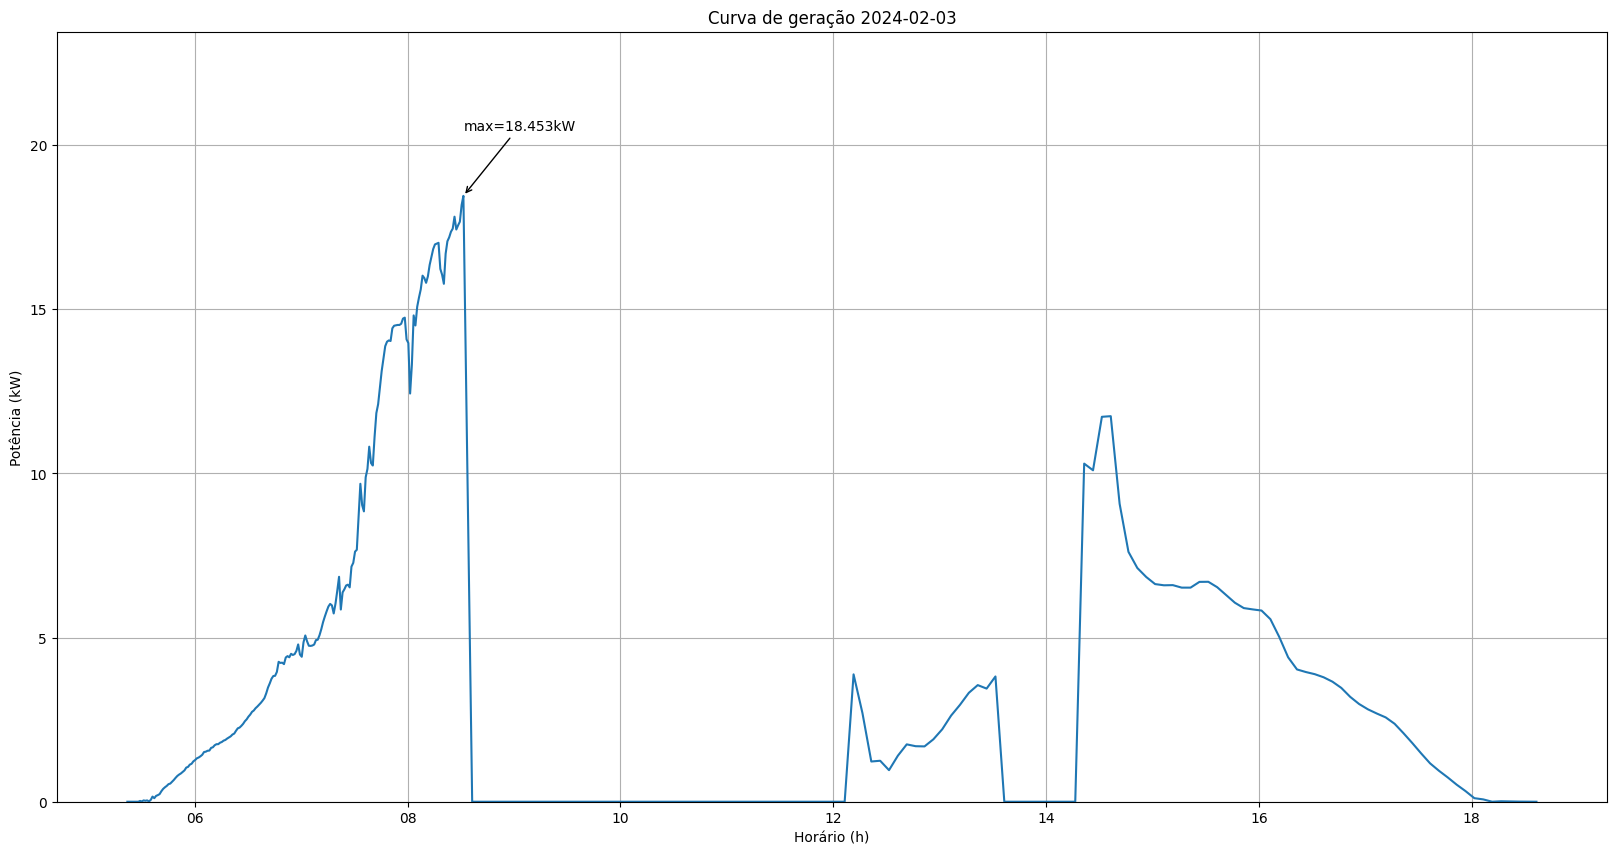 Curva de geração 2024-02-03
max=18.453kW
20
15
10
5
0
Potência (kW)
06 08 10 12 14 16 18
Horário (h)